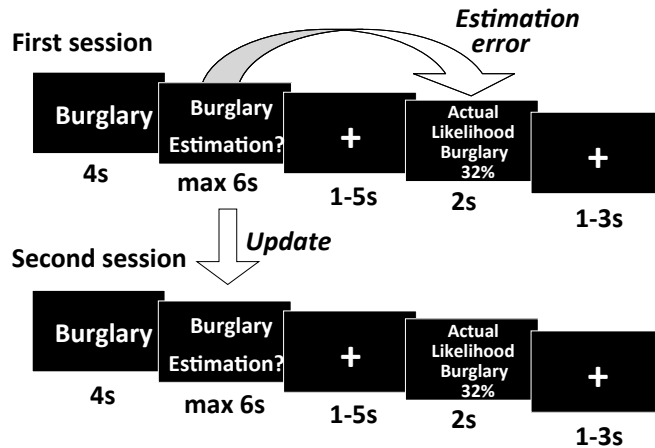 Estimation
error
First session
Burglary
Burglary
Estimation?
+
Actual
Likelihood
Burglary
32%
+
4s
max 6s
1-5s
2s
1-3s
Update
Second session
Burglary
Burglary
Estimation?
+
Actual
Likelihood
Burglary
32%
+
4s
max 6s
1-5s
2s
1-3s